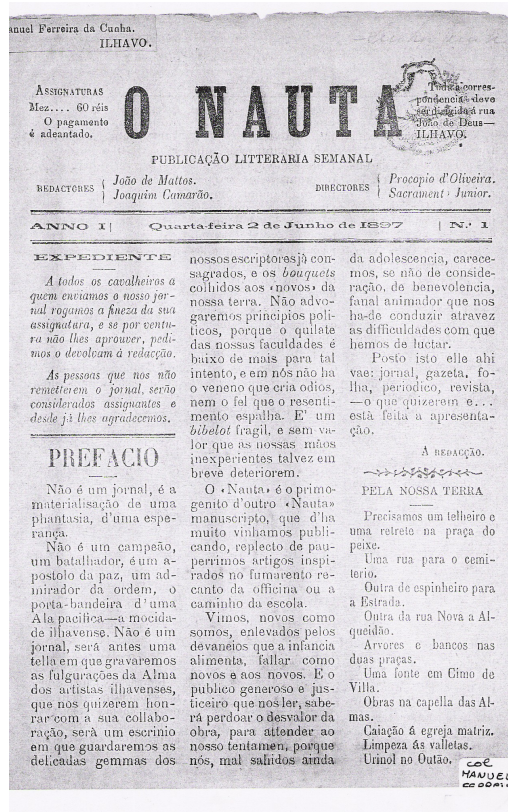 anuel Ferreira da Cunha.
ILHAVO.
ASSIGNATURAS
Mez.... 60 réis
O pagamento
é adeantado.
O NAUTA
Toda a corres-
pondencia deve
ser dirigida á rua
João de Deus—
ILHAVO.
PUBLICAÇÃO LITTERARIA SEMANAL
REDACTORES
João de Mattos.
Joaquim Camarão.
DIRECTORES
Procopio d'Oliveira.
Sacramento Junior.
ANNO I
Quarta-feira 2 de Junho de 1897
N.º 1
EXPEDIENTE
A todos os cavalheiros a
quem enviamos o nosso jor-
nal rogamos a fineza da sua
assignatura, e se por ventu-
ra não lhes aprouver, pedi-
mos o devolvam á redacção.
As pessoas que nos não
remetterem o jornal, serão
considerados assignantes e
desde já lhes agradecemos.
PREFACIO
Não é um jornal, é a
materialisação de uma
phantasia, d'uma espe-
rança.
Não é um campeão,
um batalhador, é um a-
postolo da paz, um ad-
mirador da ordem, o
porta-bandeira d'uma
Ala pacifica—a mocida-
de ilhavense. Não é um
jornal, será antes uma
tella em que gravaremos
as fulgurações da Alma
dos artistas ilhavenses,
que nos quizerem hon-
rar com a sua collabo-
ração, será um escrinio
em que guardaremos as
delicadas gemmas dos
nossos escriptores já con-
sagrados, e os bouquets
colhidos aos «novos» da
nossa terra. Não advo-
garemos principios poli-
ticos, porque o quilate
das nossas faculdades é
baixo de mais para tal
intento, e em nós não ha
o veneno que cria odios,
nem o fel que o resenti-
mento espalha. E' um
bibelot fragil, e sem va-
lor que as nossas mãos
inexperientes talvez em
breve deteriorem.
O «Nauta» é o primo-
genito d'outro «Nauta»
manuscripto, que d'ha
muito vinhamos publi-
cando, replecto de pau-
perrimos artigos inspi-
rados no fumarento re-
canto da officina ou a
caminho da escola.
Vimos, novos como
somos, enlevados pelos
devaneios que a infancia
alimenta, fallar como
novos e aos novos. E o
publico generoso e jus-
ticeiro que nos ler, sabe-
rá perdoar o desvalor da
obra, para attender ao
nosso tentamen, porque
nós, mal sahidos ainda
da adolescencia, carece-
mos, se não de conside-
ração, de benevolencia,
fanal animador que nos
ha-de conduzir atravez
as difficuldades com que
hemos de luctar.
Posto isto elle ahi
vae: jornal, gazeta, fo-
lha, periodico, revista,
—o que quizerem e...
está feita a apresenta-
ção.
A REDACÇÃO.
PELA NOSSA TERRA
Precisamos um telheiro e
uma retrete na praça do
peixe.
Uma rua para o cemi-
terio.
Outra de espinheiro para
a Estrada.
Outra da rua Nova a Al-
queidão.
Arvores e bancos nas
duas praças.
Uma fonte em Cimo de
Villa.
Obras na capella das Al-
mas.
Caiação á egreja matriz.
Limpeza ás valletas.
Urinol no Outão.
col
MANUEL